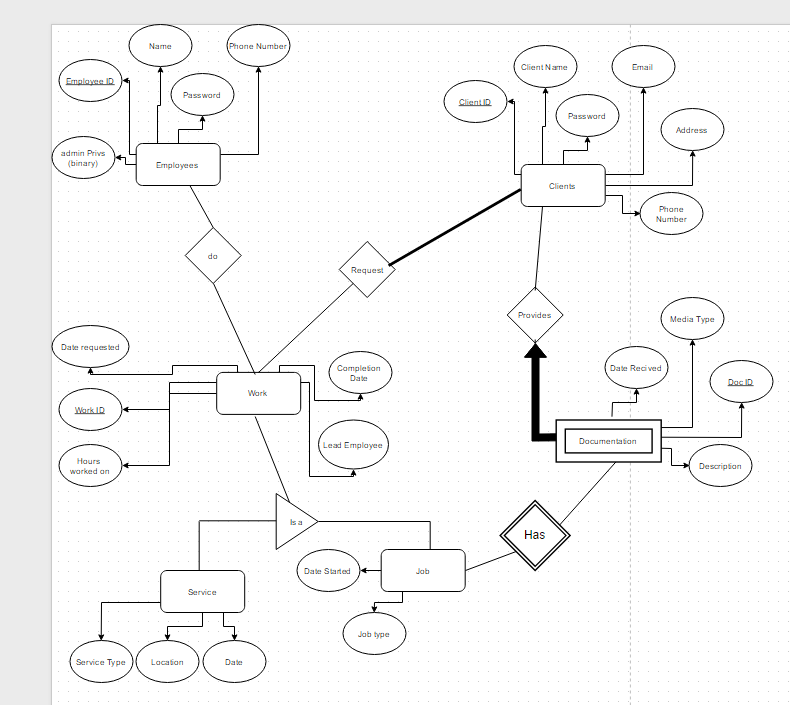 Name
Phone Number
Employee ID
Password
admin Privs
(binary)
Employees
Client Name
Email
Client ID
Password
Address
Clients
Phone
Number
do
Request
Provides
Media Type
Date requested
Completion
Date
Date Recived
Doc ID
Work
Work ID
Lead Employee
Documentation
Hours
worked on
Description
Is a
Has
Date Started
Job
Service
Job type
Service Type
Location
Date